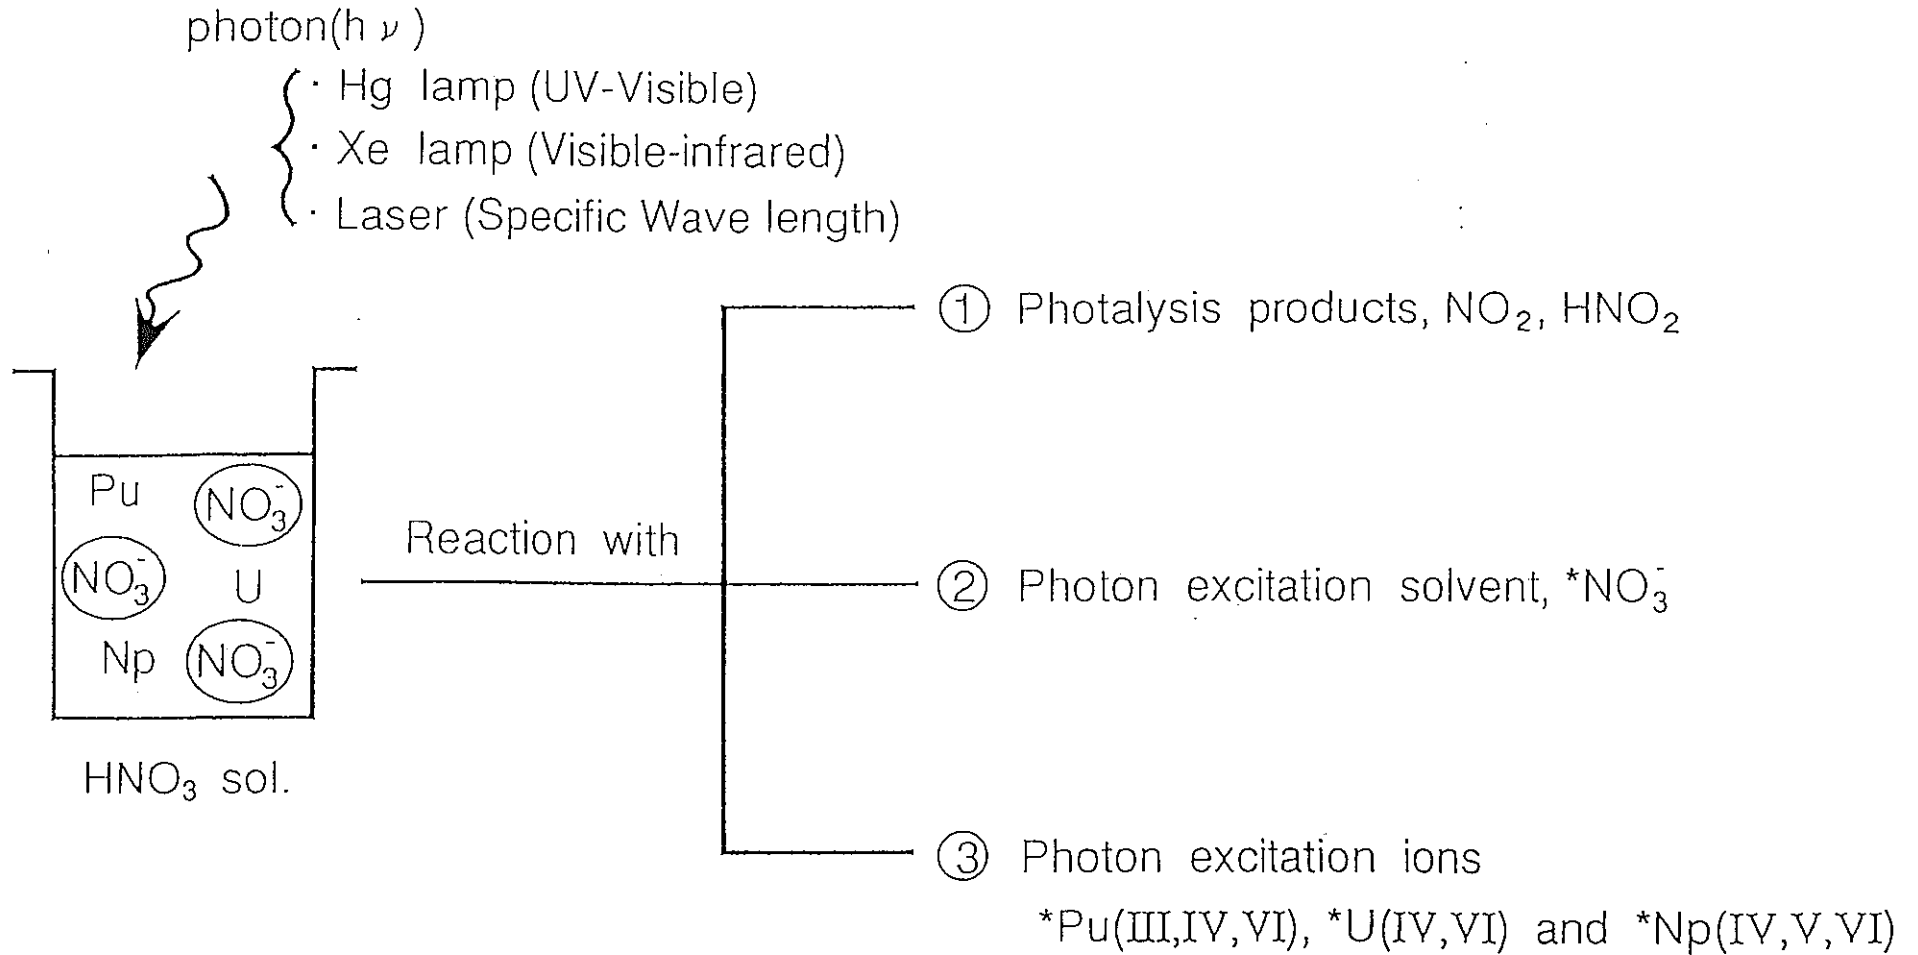 photon(hν)
· Hg lamp (UV-Visible)
· Xe lamp (Visible-infrared)
· Laser (Specific Wave length)
① Photalysis products, NO₂, HNO₂
Pu NO₃⁻
Reaction with
NO₃⁻ U
② Photon excitation solvent, *NO₃⁻
Np NO₃⁻
HNO₃ sol.
③ Photon excitation ions
*Pu(III,IV,VI), *U(IV,VI) and *Np(IV,V,VI)